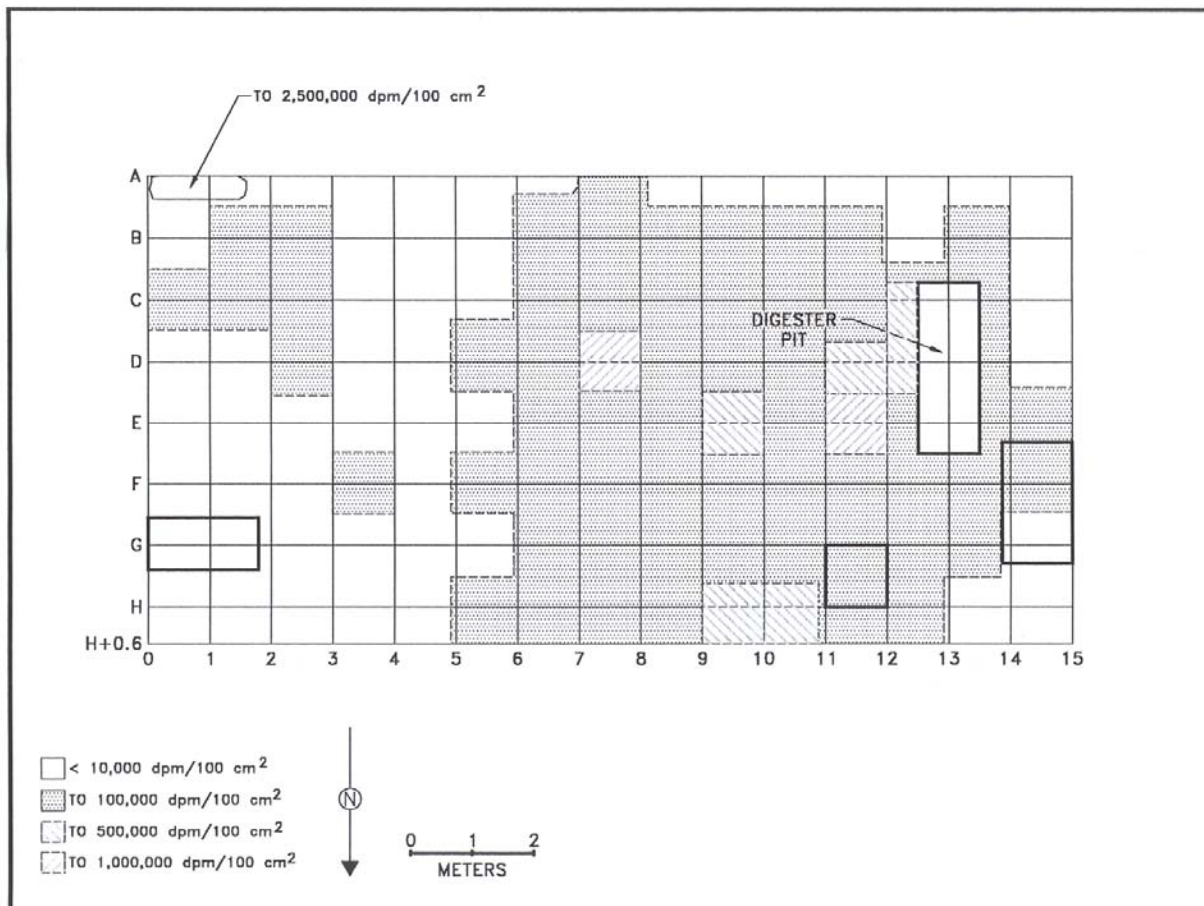 TO 2,500,000 dpm/100 cm²
A
B
C
DIGESTER
PIT
D
E
F
G
H
H+0.6
0 1 2 3 4 5 6 7 8 9 10 11 12 13 14 15
< 10,000 dpm/100 cm²
TO 100,000 dpm/100 cm²
TO 500,000 dpm/100 cm²
TO 1,000,000 dpm/100 cm²
N
0 1 2
METERS